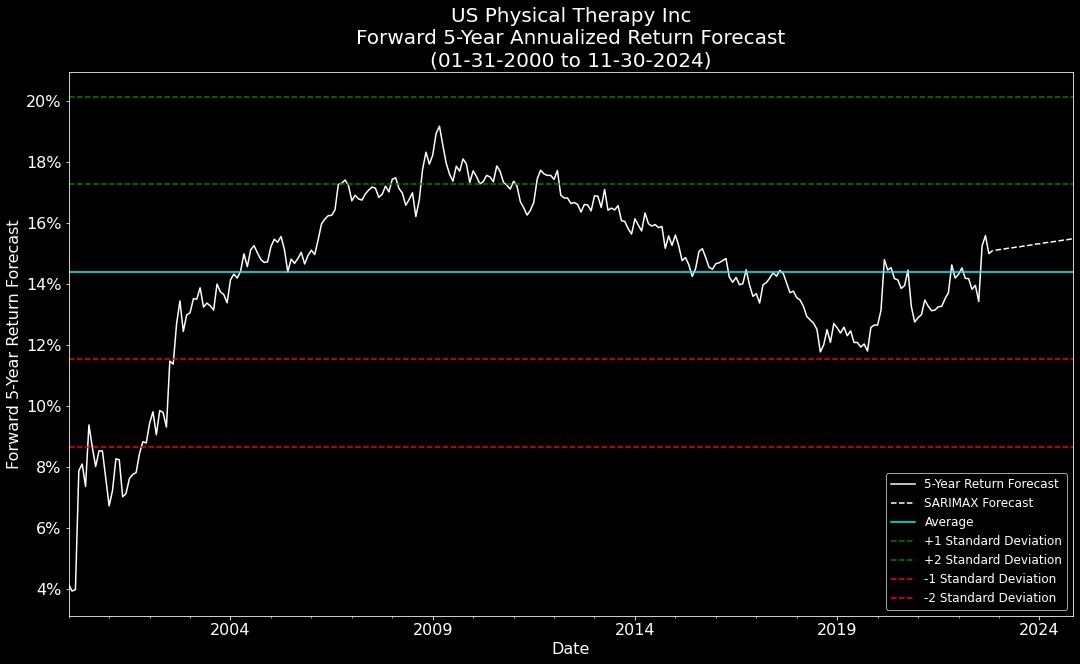 US Physical Therapy Inc
Forward 5-Year Annualized Return Forecast
(01-31-2000 to 11-30-2024)
Forward 5-Year Return Forecast
20%
18%
16%
14%
12%
10%
8%
6%
4%
5-Year Return Forecast
SARIMAX Forecast
Average
+1 Standard Deviation
+2 Standard Deviation
-1 Standard Deviation
-2 Standard Deviation
2004
2009
2014
2019
2024
Date